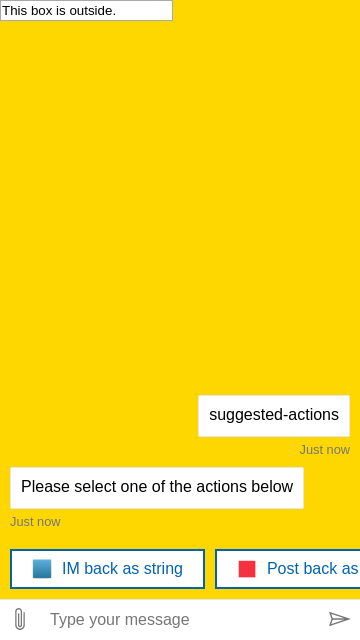 This box is outside.
suggested-actions
Just now
Please select one of the actions below
Just now
IM back as string
Post back as
Type your message